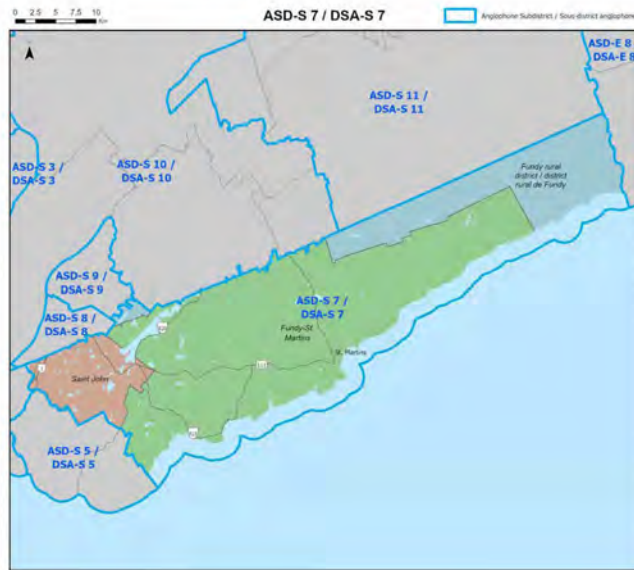 0 2.5 5 7.5 10
Km
ASD-S 7 / DSA-S 7
Anglophone Subdistrict / Sous-district anglophone
ASD-E 8
DSA-E 8
ASD-S 11 /
DSA-S 11
ASD-S 3 /
DSA-S 3
ASD-S 10 /
DSA-S 10
Fundy rural
district / district
rural de Fundy
ASD-S 9 /
DSA-S 9
ASD-S 8 /
DSA-S 8
ASD-S 7 /
DSA-S 7
Fundy-St.
Martins
St. Martins
Saint John
ASD-S 5 /
DSA-S 5